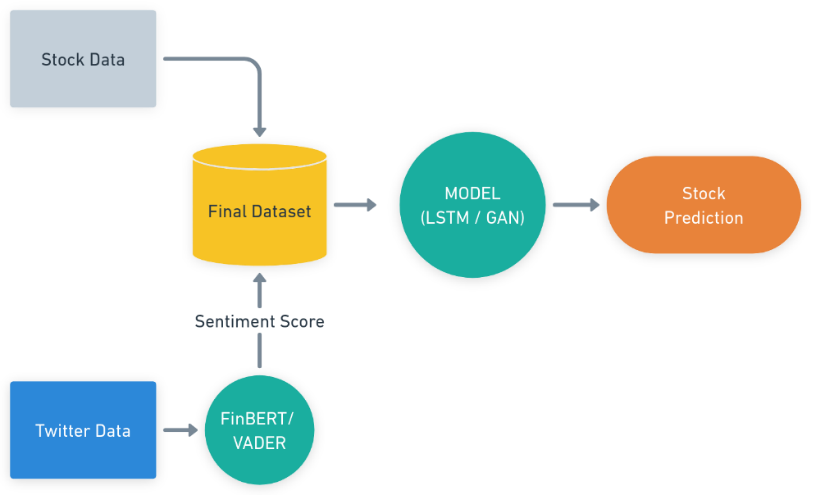 Stock Data
Final Dataset
MODEL
(LSTM / GAN)
Stock
Prediction
Sentiment Score
Twitter Data
FinBERT/
VADER